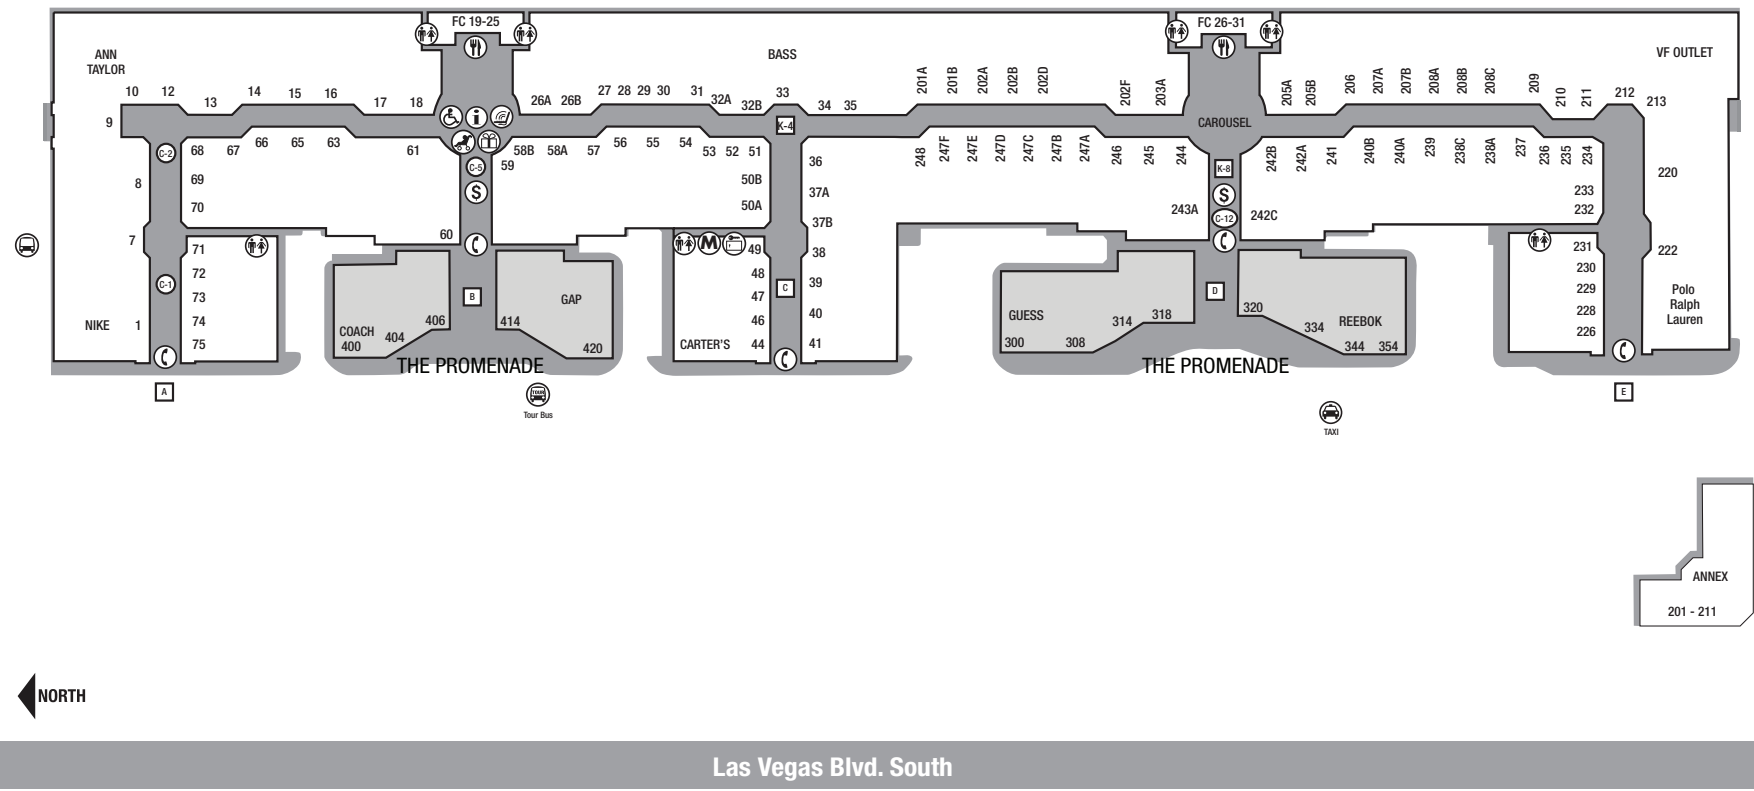 FC 19-25
FC 26-31
ANN
TAYLOR
BASS
VF OUTLET
10
12
13
14
15
16
17
18
26A
26B
27
28
29
30
31
32A
32B
33
34
35
201A
201B
202A
202B
202D
202F
203A
205A
205B
206
207A
207B
208A
208B
208C
209
210
211
212
213
9
K-4
CAROUSEL
C-2
68
67
66
65
63
61
C-5
59
58B
58A
57
56
55
54
53
52
51
36
248
247F
247E
247D
247C
247B
247A
246
245
244
K-8
242B
242A
241
240B
240A
239
238C
238A
237
236
235
234
8
69
70
$
50B
50A
37A
37B
$
243A
C-12
242C
233
232
220
7
71
72
73
74
75
C-1
60
M
49
48
47
46
44
38
39
40
41
C
231
230
229
228
226
222
NIKE
1
B
GAP
COACH
400
404
406
414
420
CARTER'S
D
GUESS
300
308
314
318
320
334
REEBOK
344
354
Polo
Ralph
Lauren
THE PROMENADE
THE PROMENADE
A
TOUR
Tour Bus
TAXI
E
ANNEX
201 - 211
NORTH
Las Vegas Blvd. South